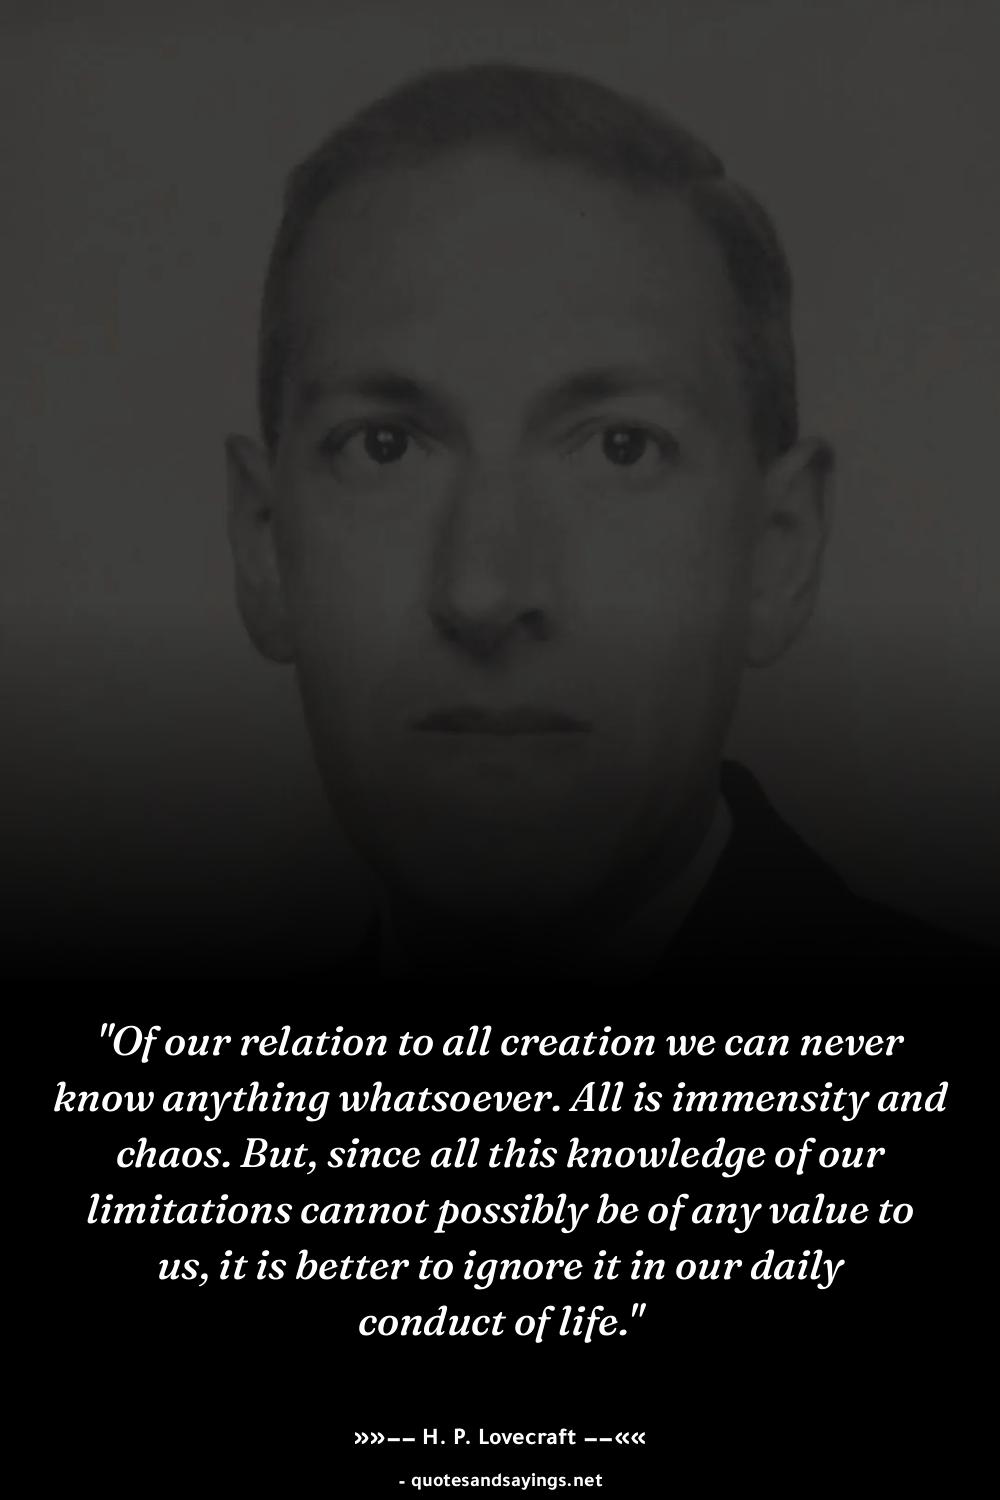 "Of our relation to all creation we can never
know anything whatsoever. All is immensity and
chaos. But, since all this knowledge of our
limitations cannot possibly be of any value to
us, it is better to ignore it in our daily
conduct of life."
»»−− H. P. Lovecraft −−««
- quotesandsayings.net